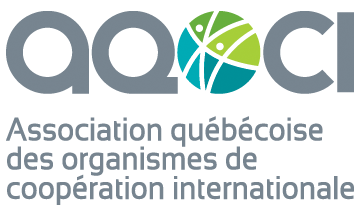 AQOCI
Association québécoise
des organismes de
coopération internationale